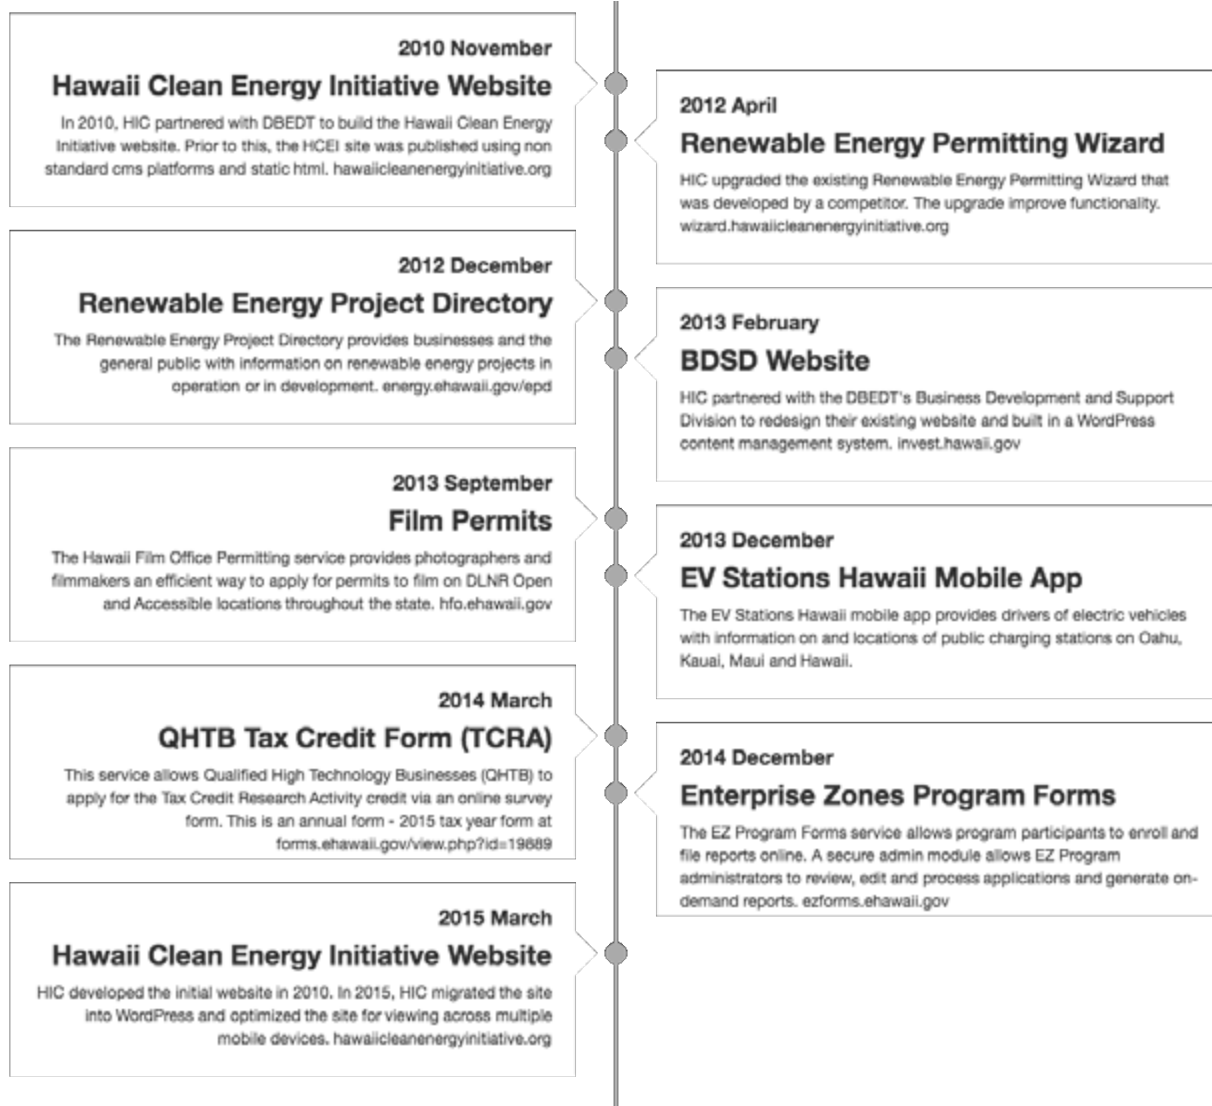 2010 November
Hawaii Clean Energy Initiative Website
In 2010, HIC partnered with DBEDT to build the Hawaii Clean Energy
Initiative website. Prior to this, the HCEI site was published using non
standard cms platforms and static html. hawaiicleanenergyinitiative.org
2012 April
Renewable Energy Permitting Wizard
HIC upgraded the existing Renewable Energy Permitting Wizard that
was developed by a competitor. The upgrade improve functionality.
wizard.hawaiicleanenergyinitiative.org
2012 December
Renewable Energy Project Directory
The Renewable Energy Project Directory provides businesses and the
general public with information on renewable energy projects in
operation or in development. energy.ehawaii.gov/epd
2013 February
BDSD Website
HIC partnered with the DBEDT's Business Development and Support
Division to redesign their existing website and built in a WordPress
content management system. invest.hawaii.gov
2013 September
Film Permits
The Hawaii Film Office Permitting service provides photographers and
filmmakers an efficient way to apply for permits to film on DLNR Open
and Accessible locations throughout the state. hfo.ehawaii.gov
2013 December
EV Stations Hawaii Mobile App
The EV Stations Hawaii mobile app provides drivers of electric vehicles
with information on and locations of public charging stations on Oahu,
Kauai, Maui and Hawaii.
2014 March
QHTB Tax Credit Form (TCRA)
This service allows Qualified High Technology Businesses (QHTB) to
apply for the Tax Credit Research Activity credit via an online survey
form. This is an annual form - 2015 tax year form at
forms.ehawaii.gov/view.php?id=19689
2014 December
Enterprise Zones Program Forms
The EZ Program Forms service allows program participants to enroll and
file reports online. A secure admin module allows EZ Program
administrators to review, edit and process applications and generate on-
demand reports. ezforms.ehawaii.gov
2015 March
Hawaii Clean Energy Initiative Website
HIC developed the initial website in 2010. In 2015, HIC migrated the site
into WordPress and optimized the site for viewing across multiple
mobile devices. hawaiicleanenergyinitiative.org